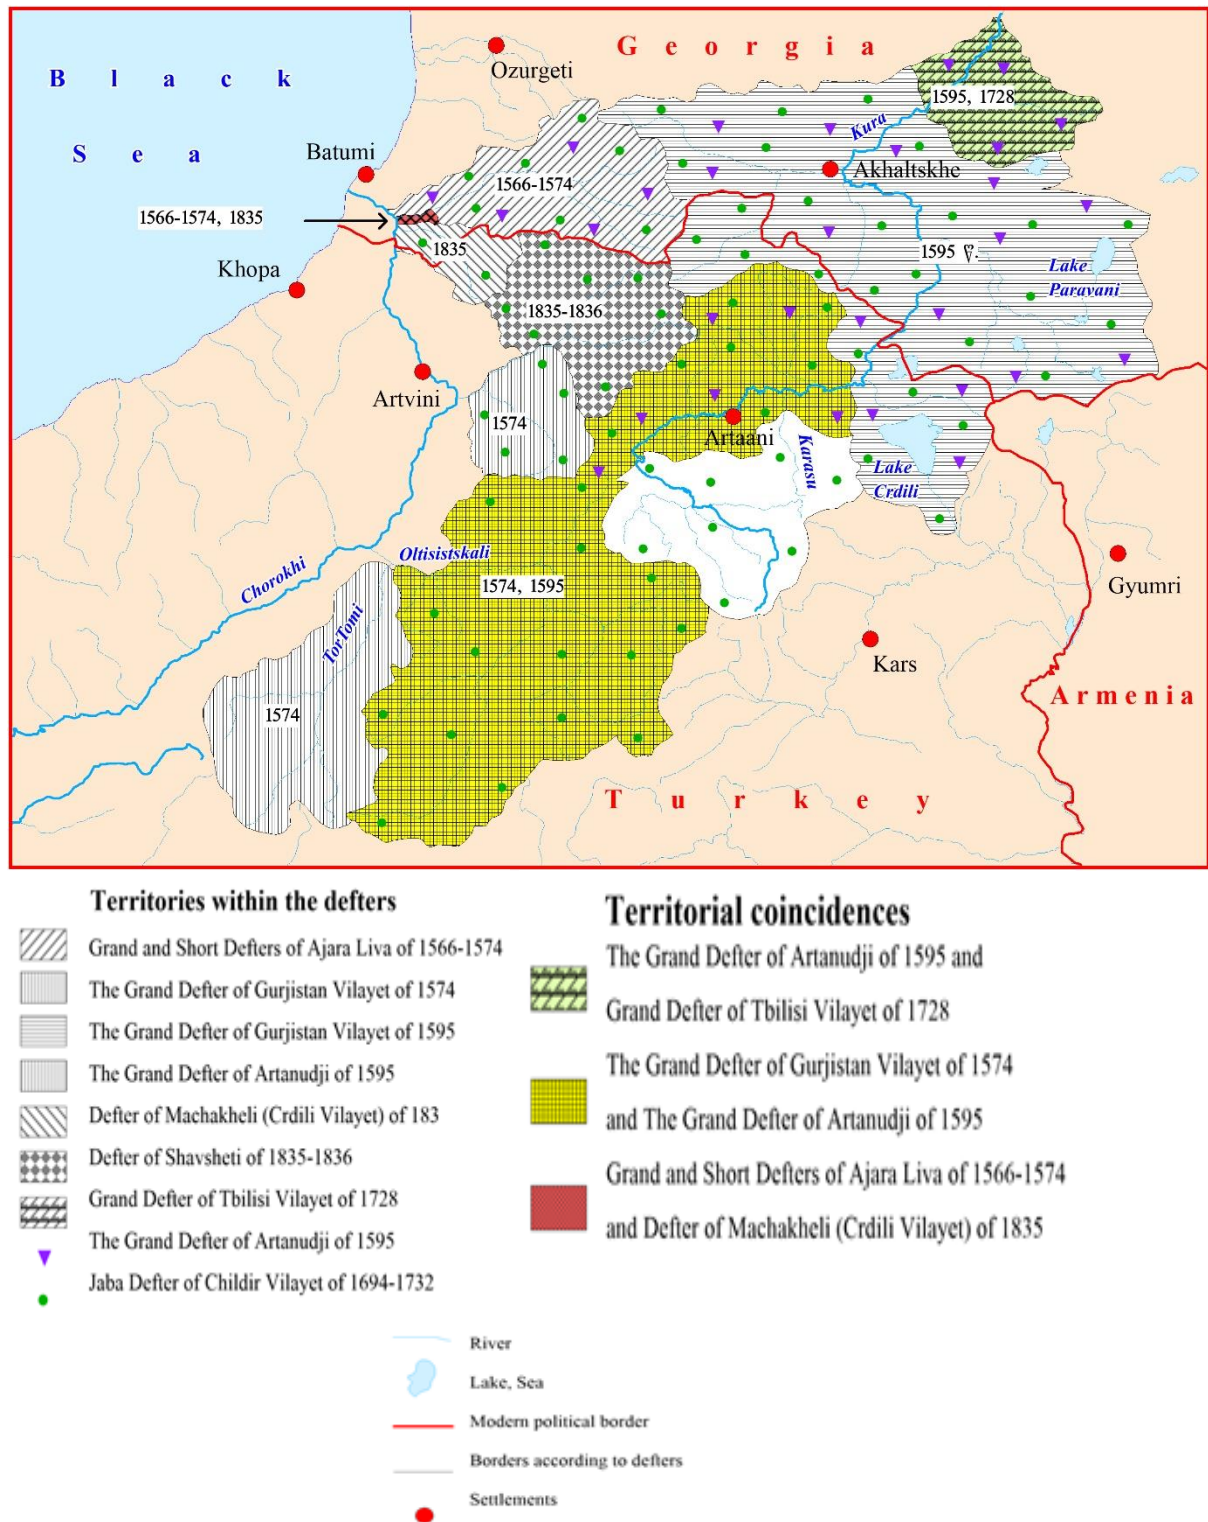 Georgia
Black
Sea
Ozurgeti
1595, 1728
Kura
Batumi
Akhaltskhe
1566-1574
1566-1574, 1835
1835
1595 წ.
Lake
Paravani
Khopa
1835-1836
Artvini
1574
Artaani
Karasu
Lake
Crdili
Oltisistskali
Chorokhi
1574, 1595
Gyumri
TorTomi
Kars
Armenia
1574
Turkey
Territories within the defters
Grand and Short Defters of Ajara Liva of 1566-1574
The Grand Defter of Gurjistan Vilayet of 1574
The Grand Defter of Gurjistan Vilayet of 1595
The Grand Defter of Artanudji of 1595
Defter of Machakheli (Crdili Vilayet) of 183
Defter of Shavsheti of 1835-1836
Grand Defter of Tbilisi Vilayet of 1728
The Grand Defter of Artanudji of 1595
Jaba Defter of Childir Vilayet of 1694-1732
Territorial coincidences
The Grand Defter of Artanudji of 1595 and
Grand Defter of Tbilisi Vilayet of 1728
The Grand Defter of Gurjistan Vilayet of 1574
and The Grand Defter of Artanudji of 1595
Grand and Short Defters of Ajara Liva of 1566-1574
and Defter of Machakheli (Crdili Vilayet) of 1835
River
Lake, Sea
Modern political border
Borders according to defters
Settlements